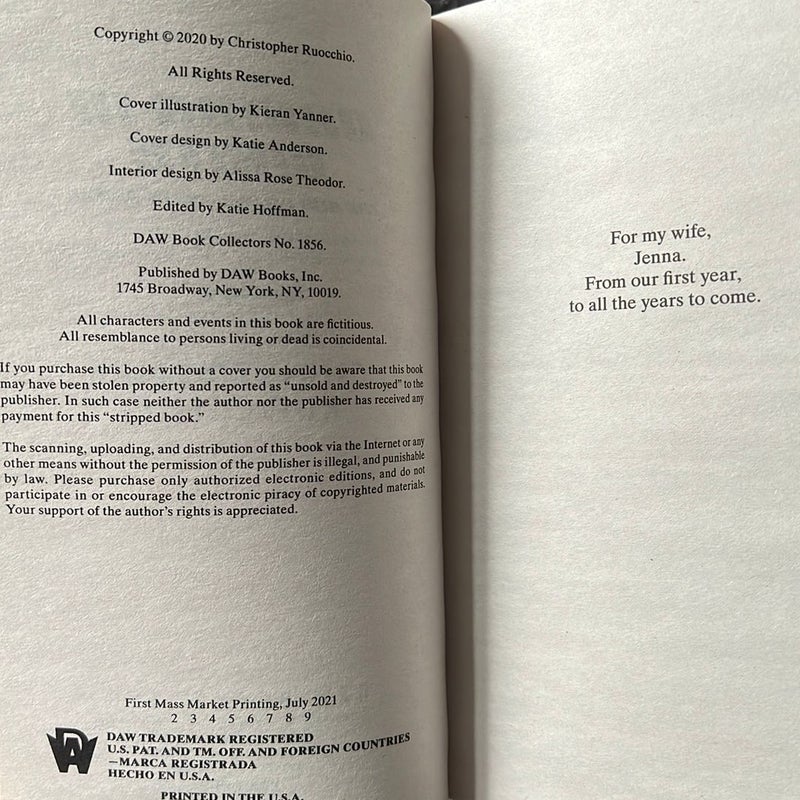 Copyright © 2020 by Christopher Ruocchio.
All Rights Reserved.
Cover illustration by Kieran Yanner.
Cover design by Katie Anderson.
Interior design by Alissa Rose Theodor.
Edited by Katie Hoffman.
DAW Book Collectors No. 1856.
Published by DAW Books, Inc.
1745 Broadway, New York, NY, 10019.
All characters and events in this book are fictitious.
All resemblance to persons living or dead is coincidental.
If you purchase this book without a cover you should be aware that this book
may have been stolen property and reported as “unsold and destroyed” to the
publisher. In such case neither the author nor the publisher has received any
payment for this “stripped book.”
The scanning, uploading, and distribution of this book via the Internet or any
other means without the permission of the publisher is illegal, and punishable
by law. Please purchase only authorized electronic editions, and do not
participate in or encourage the electronic piracy of copyrighted materials.
Your support of the author’s rights is appreciated.
First Mass Market Printing, July 2021
2 3 4 5 6 7 8 9
DAW
DAW TRADEMARK REGISTERED
U.S. PAT. AND TM. OFF. AND FOREIGN COUNTRIES
—MARCA REGISTRADA
HECHO EN U.S.A.
PRINTED IN THE U.S.A.
For my wife,
Jenna.
From our first year,
to all the years to come.